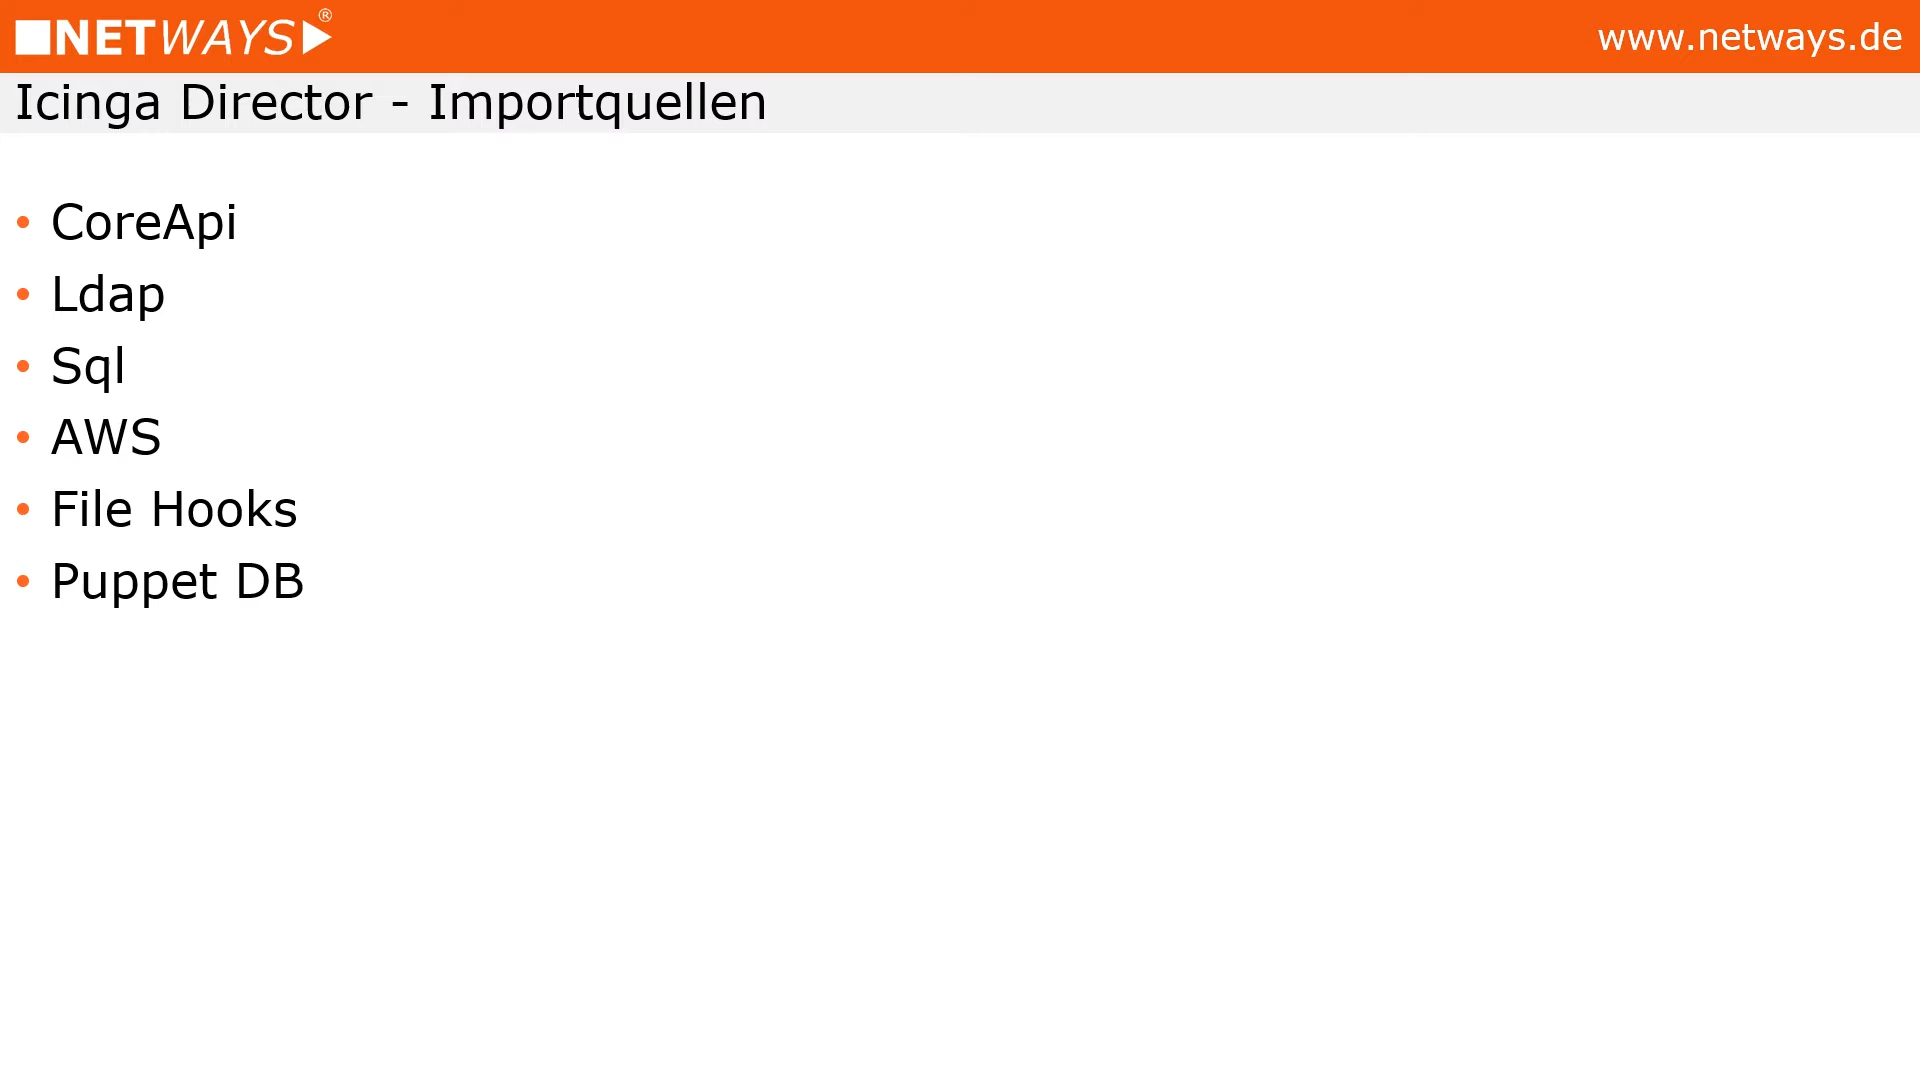 NETWAYS®
www.netways.de
Icinga Director - Importquellen
• CoreApi
• Ldap
• Sql
• AWS
• File Hooks
• Puppet DB